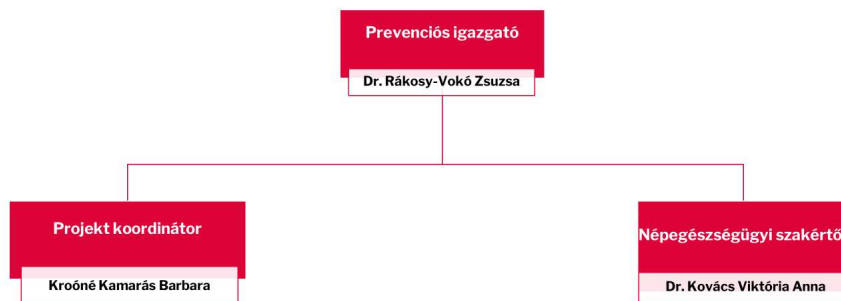 Prevenciós igazgató
Dr. Rákosy-Vokó Zsuzsa
Projekt koordinátor
Kroóné Kamarás Barbara
Népegészségügyi szakértő
Dr. Kovács Viktória Anna